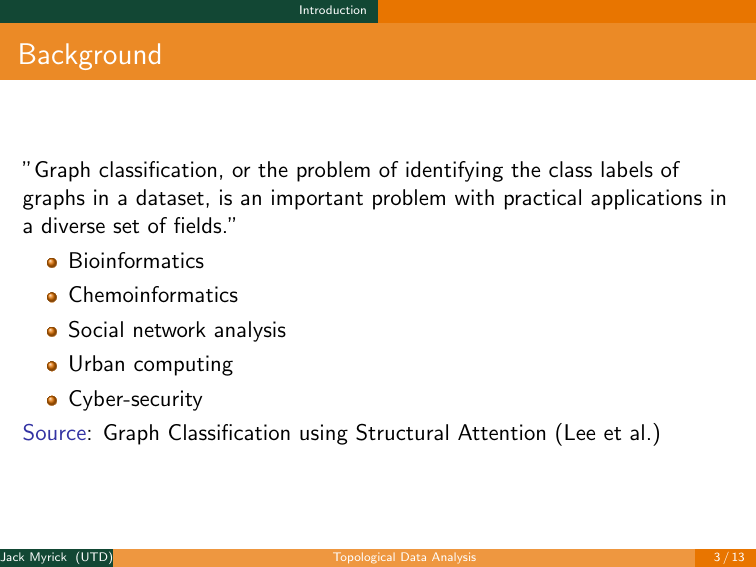 Introduction
Background
”Graph classification, or the problem of identifying the class labels of
graphs in a dataset, is an important problem with practical applications in
a diverse set of fields.”
Bioinformatics
Chemoinformatics
Social network analysis
Urban computing
Cyber-security
Source: Graph Classification using Structural Attention (Lee et al.)
Jack Myrick (UTD)
Topological Data Analysis
3 / 13